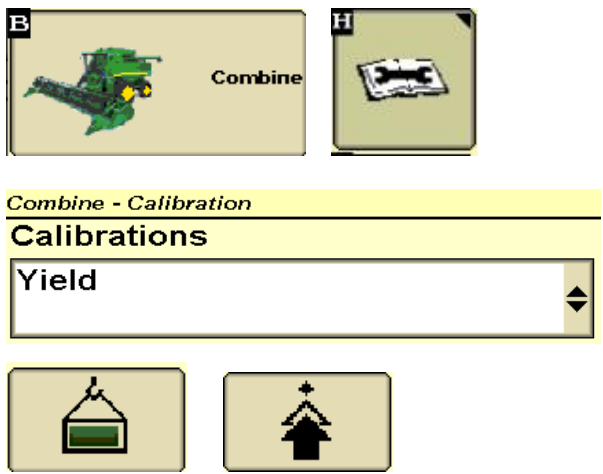 B
Combine
H
Combine - Calibration
Calibrations
Yield